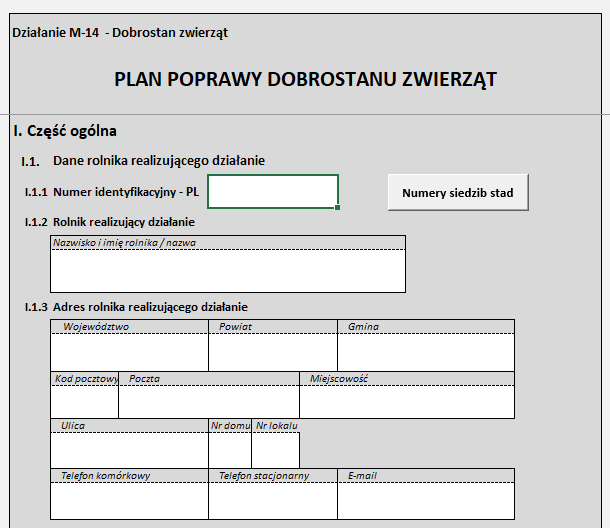 Działanie M-14 - Dobrostan zwierząt
PLAN POPRAWY DOBROSTANU ZWIERZĄT
I. Część ogólna
I.1. Dane rolnika realizującego działanie
I.1.1 Numer identyfikacyjny - PL
Numery siedzib stad
I.1.2 Rolnik realizujący działanie
Nazwisko i imię rolnika / nazwa
I.1.3 Adres rolnika realizującego działanie
Województwo Powiat Gmina
Kod pocztowy Poczta Miejscowość
Ulica Nr domu Nr lokalu
Telefon komórkowy Telefon stacjonarny E-mail